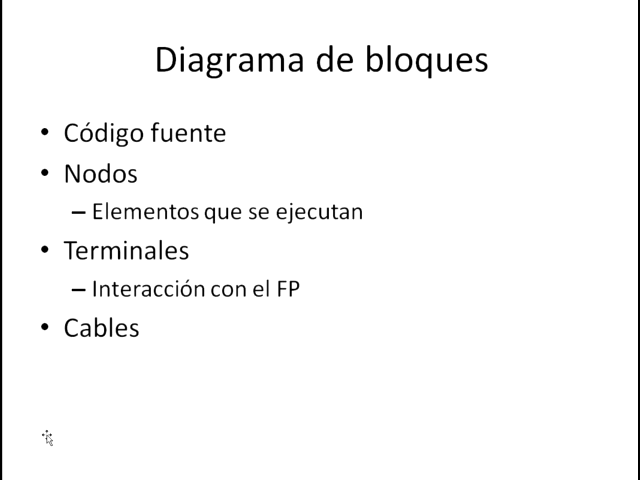 Diagrama de bloques
• Código fuente
• Nodos
– Elementos que se ejecutan
• Terminales
– Interacción con el FP
• Cables